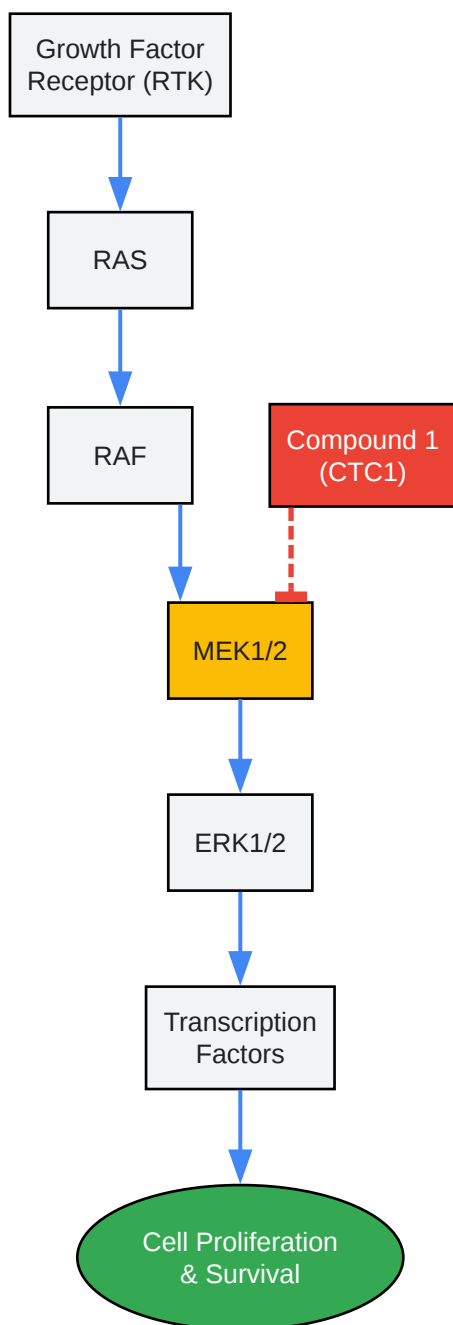 Growth Factor
Receptor (RTK)
RAS
RAF
Compound 1
(CTC1)
MEK1/2
ERK1/2
Transcription
Factors
Cell Proliferation
& Survival